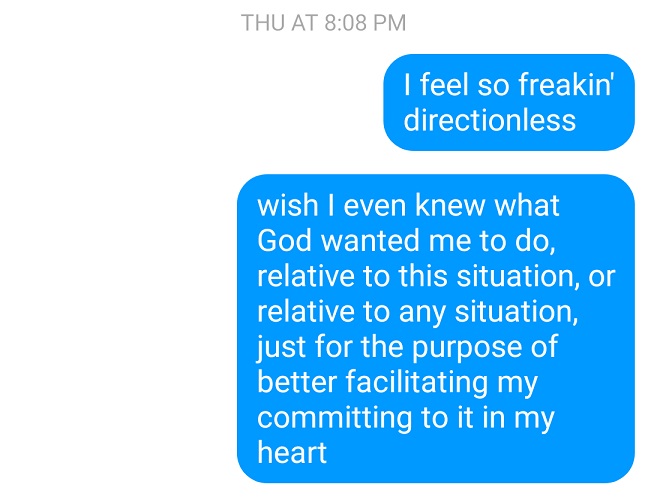 THU AT 8:08 PM
I feel so freakin'
directionless
wish I even knew what
God wanted me to do,
relative to this situation, or
relative to any situation,
just for the purpose of
better facilitating my
committing to it in my
heart